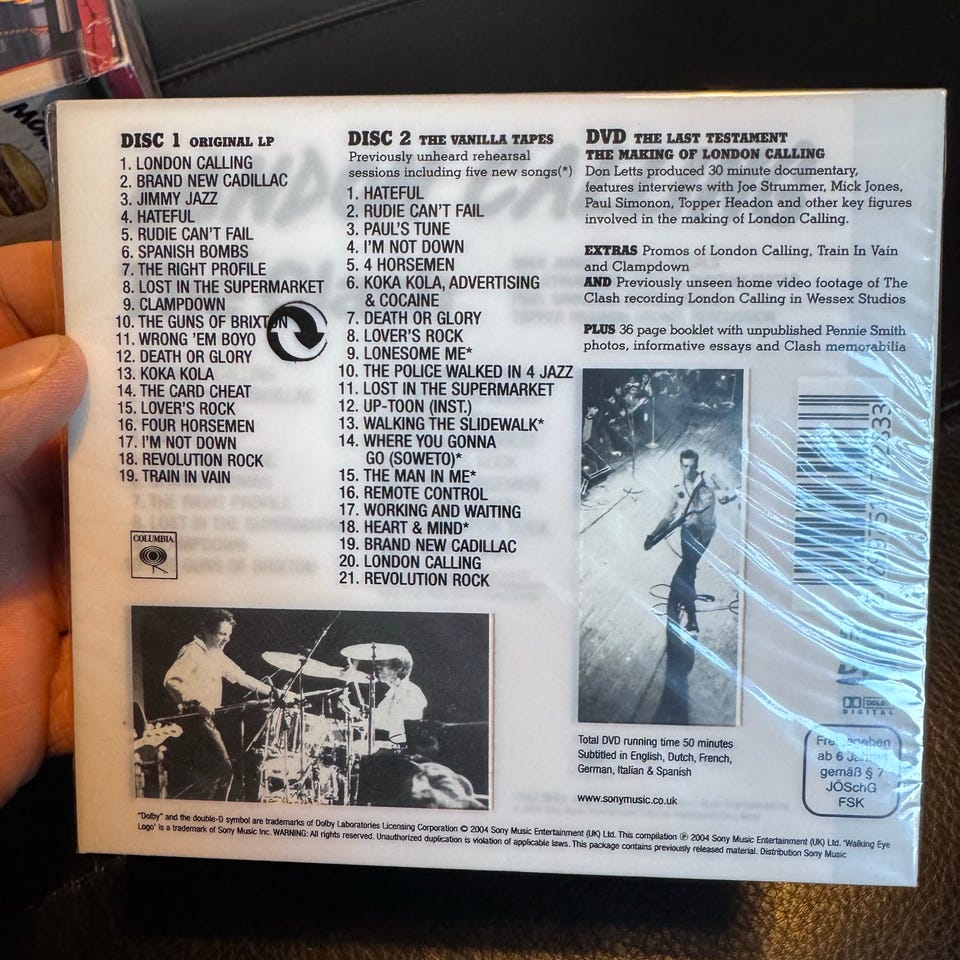 DISC 1 ORIGINAL LP
1. LONDON CALLING
2. BRAND NEW CADILLAC
3. JIMMY JAZZ
4. HATEFUL
5. RUDIE CAN'T FAIL
6. SPANISH BOMBS
7. THE RIGHT PROFILE
8. LOST IN THE SUPERMARKET
9. CLAMPDOWN
10. THE GUNS OF BRIXTON
11. WRONG 'EM BOYO
12. DEATH OR GLORY
13. KOKA KOLA
14. THE CARD CHEAT
15. LOVER'S ROCK
16. FOUR HORSEMEN
17. I'M NOT DOWN
18. REVOLUTION ROCK
19. TRAIN IN VAIN
COLUMBIA
DISC 2 THE VANILLA TAPES
Previously unheard rehearsal
sessions including five new songs(*)
1. HATEFUL
2. RUDIE CAN'T FAIL
3. PAUL'S TUNE
4. I'M NOT DOWN
5. 4 HORSEMEN
6. KOKA KOLA, ADVERTISING
& COCAINE
7. DEATH OR GLORY
8. LOVER'S ROCK
9. LONESOME ME*
10. THE POLICE WALKED IN 4 JAZZ
11. LOST IN THE SUPERMARKET
12. UP-TOON (INST.)
13. WALKING THE SLIDEWALK*
14. WHERE YOU GONNA
GO (SOWETO)*
15. THE MAN IN ME*
16. REMOTE CONTROL
17. WORKING AND WAITING
18. HEART & MIND*
19. BRAND NEW CADILLAC
20. LONDON CALLING
21. REVOLUTION ROCK
DVD THE LAST TESTAMENT
THE MAKING OF LONDON CALLING
Don Letts produced 30 minute documentary,
features interviews with Joe Strummer, Mick Jones,
Paul Simonon, Topper Headon and other key figures
involved in the making of London Calling.
EXTRAS Promos of London Calling, Train In Vain
and Clampdown
AND Previously unseen home video footage of The
Clash recording London Calling in Wessex Studios
PLUS 36 page booklet with unpublished Pennie Smith
photos, informative essays and Clash memorabilia
Total DVD running time 50 minutes
Subtitled in English, Dutch, French,
German, Italian & Spanish
www.sonymusic.co.uk
DOLBY
DIGITAL
ab 6
gemäß § 7
JÖSchG
FSK
"Dolby" and the double-D symbol are trademarks of Dolby Laboratories Licensing Corporation © 2004 Sony Music Entertainment (UK) Ltd. This compilation ℗ 2004 Sony Music Entertainment (UK) Ltd. 'Walking Eye
Logo' is a trademark of Sony Music Inc. WARNING: All rights reserved. Unauthorized duplication is violation of applicable laws. This package contains previously released material. Distribution Sony Music